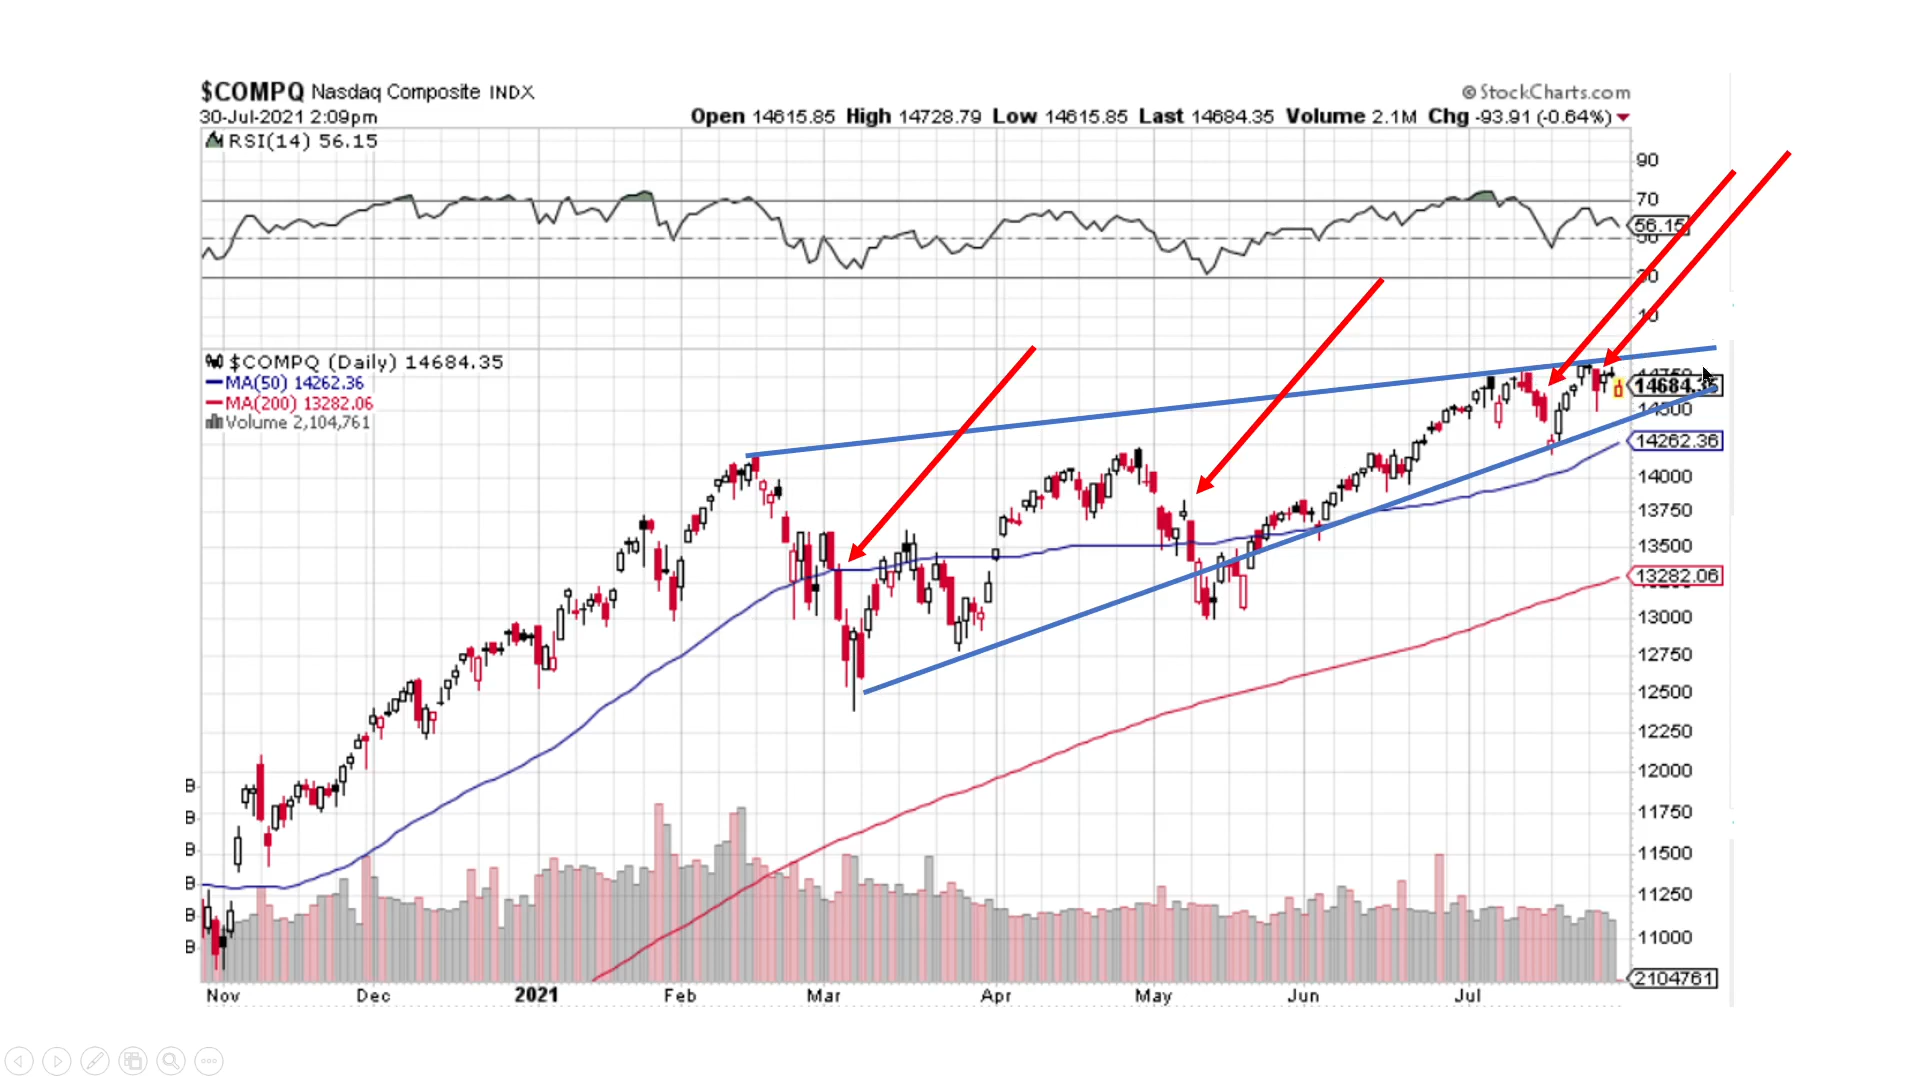 $COMPQ Nasdaq Composite INDX
© StockCharts.com
30-Jul-2021 2:09pm
Open 14615.85 High 14728.79 Low 14615.85 Last 14684.35 Volume 2.1M Chg -93.91 (-0.64%)
RSI(14) 56.15
90
70
56.15
50
30
10
$COMPQ (Daily) 14684.35
MA(50) 14262.36
MA(200) 13282.06
Volume 2,104,761
14750
14684.35
14500
14262.36
14000
13750
13500
13282.06
13000
12750
12500
12250
12000
11750
11500
11250
11000
2104761
B
B
B
B
B
B
Nov Dec 2021 Feb Mar Apr May Jun Jul